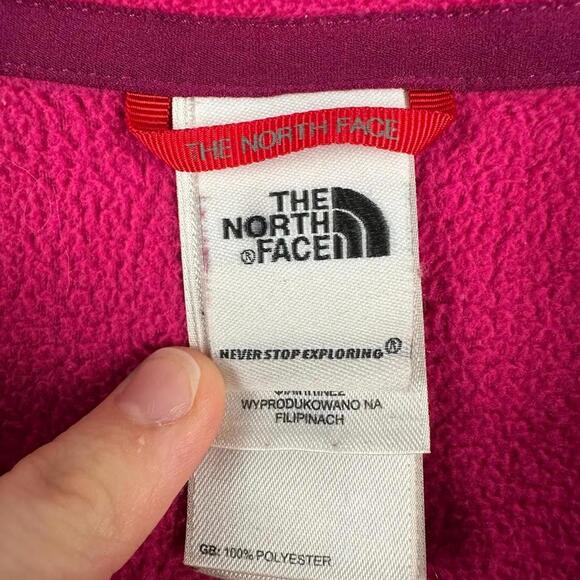 THE NORTH FACE
THE
NORTH
®FACE
NEVER STOP EXPLORING®
WYPRODUKOWANO NA
FILIPINACH
GB: 100% POLYESTER